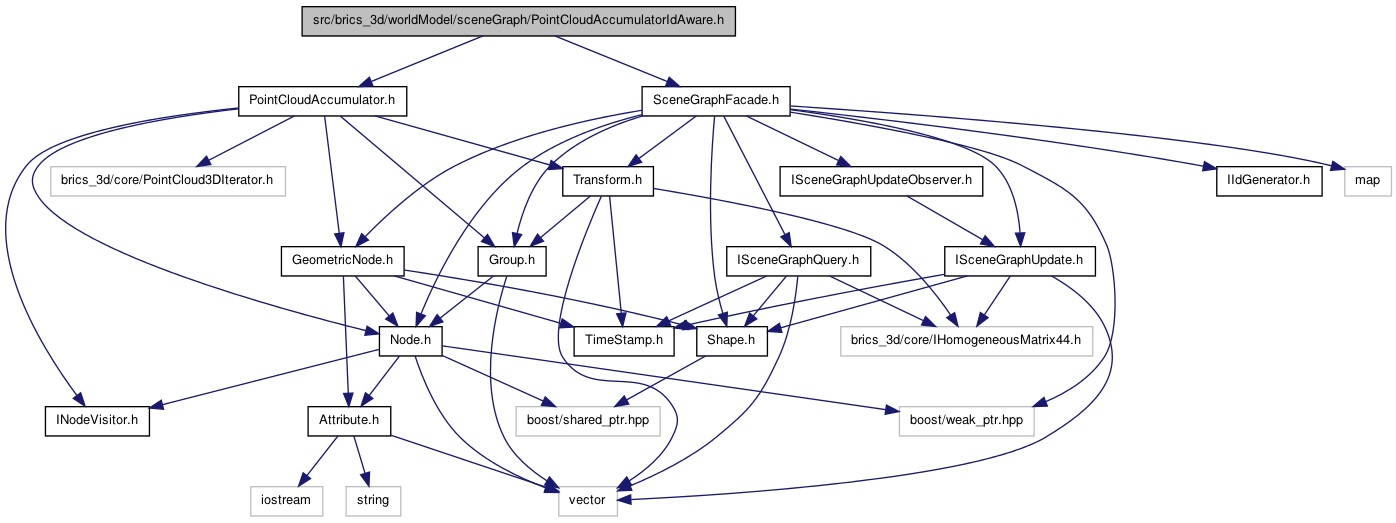 src/brics_3d/worldModel/sceneGraph/PointCloudAccumulatorIdAware.h
PointCloudAccumulator.h
SceneGraphFacade.h
brics_3d/core/PointCloud3DIterator.h
Transform.h
ISceneGraphUpdateObserver.h
IIdGenerator.h
map
GeometricNode.h
Group.h
ISceneGraphQuery.h
ISceneGraphUpdate.h
Node.h
TimeStamp.h
Shape.h
brics_3d/core/IHomogeneousMatrix44.h
INodeVisitor.h
Attribute.h
boost/shared_ptr.hpp
boost/weak_ptr.hpp
iostream
string
vector